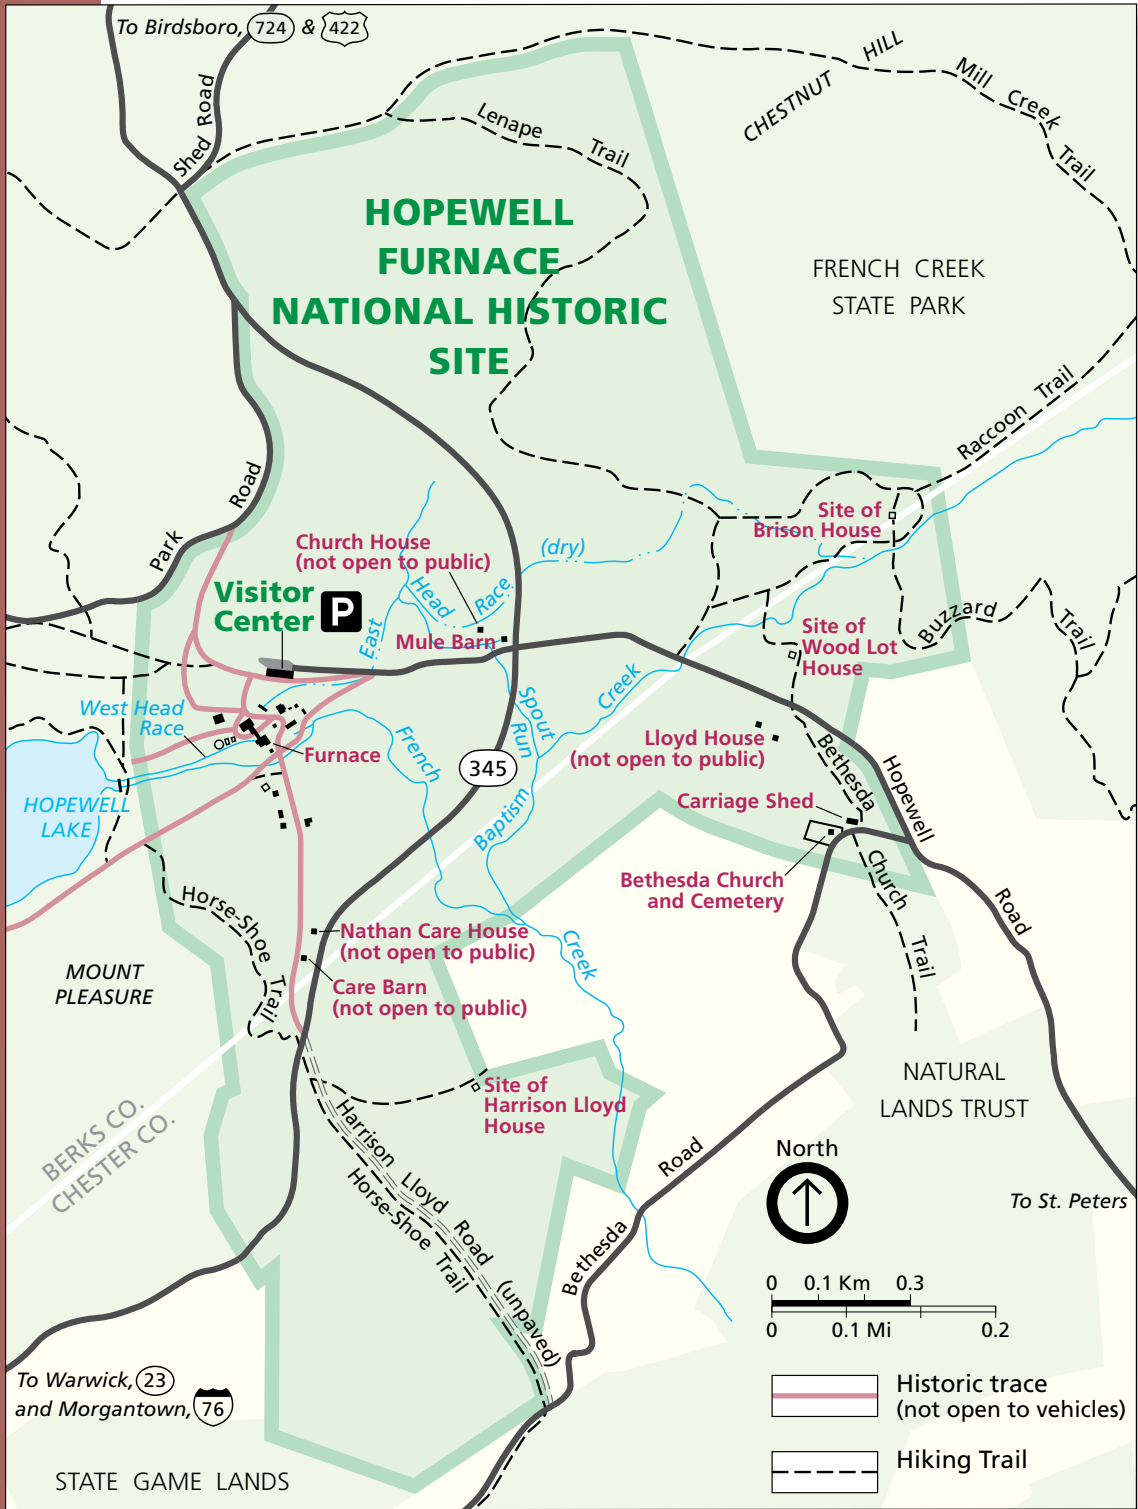 To Birdsboro, 724 & 422
Shed Road
CHESTNUT HILL
Mill Creek Trail
Lenape Trail
HOPEWELL
FURNACE
NATIONAL HISTORIC
SITE
FRENCH CREEK
STATE PARK
Raccoon Trail
Park Road
Site of
Brison House
Church House
(not open to public)
(dry)
Visitor
Center
P
East Head Race
Mule Barn
Buzzard Trail
Site of
Wood Lot
House
West Head
Race
Furnace
French
Spout
Run
Creek
345
Lloyd House
(not open to public)
Bethesda
Hopewell
HOPEWELL
LAKE
Baptism
Carriage Shed
Church
Bethesda Church
and Cemetery
Horse-Shoe
Trail
Nathan Care House
(not open to public)
Road
Trail
Creek
MOUNT
PLEASURE
Care Barn
(not open to public)
NATURAL
LANDS TRUST
Site of
Harrison Lloyd
House
BERKS CO.
CHESTER CO.
Harrison Lloyd Road (unpaved)
Horse-Shoe Trail
Bethesda Road
North
To St. Peters
0 0.1 Km 0.3
0 0.1 Mi 0.2
To Warwick, 23
and Morgantown, 76
Historic trace
(not open to vehicles)
Hiking Trail
STATE GAME LANDS